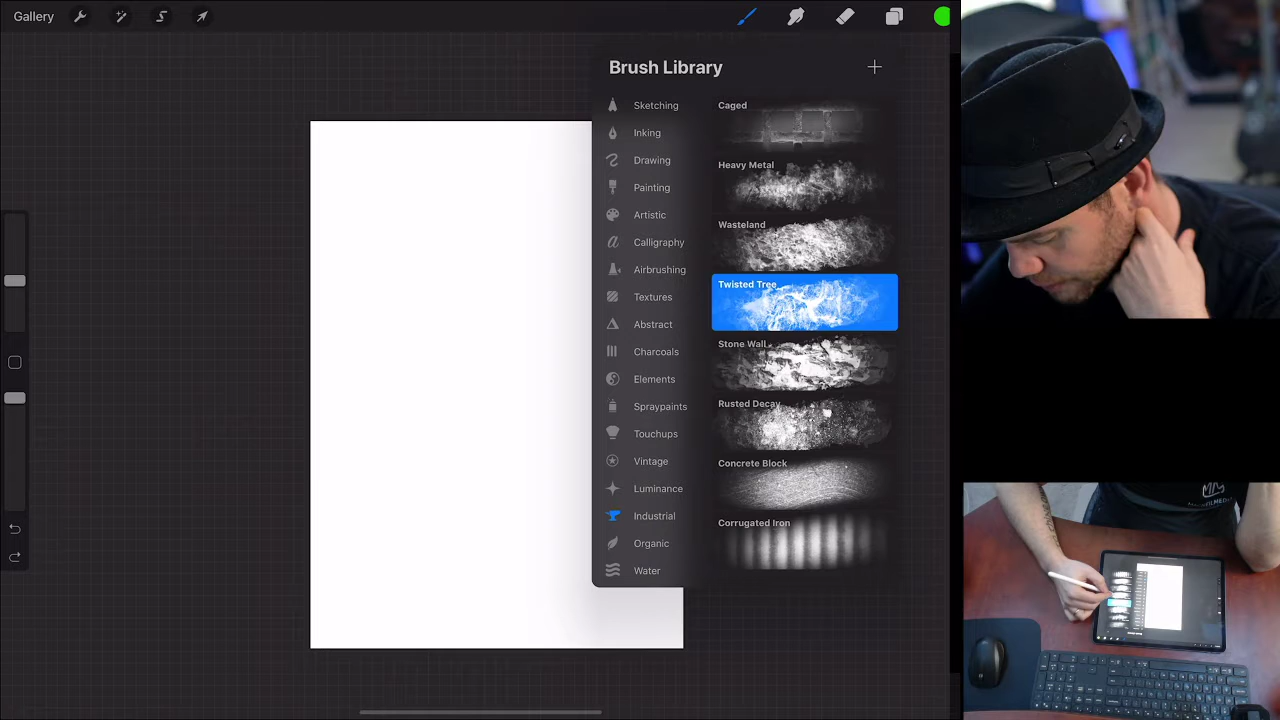 Gallery
Brush Library
Sketching
Inking
Drawing
Painting
Artistic
Calligraphy
Airbrushing
Textures
Abstract
Charcoals
Elements
Spraypaints
Touchups
Vintage
Luminance
Industrial
Organic
Water
Caged
Heavy Metal
Wasteland
Twisted Tree
Stone Wall
Rusted Decay
Concrete Block
Corrugated Iron